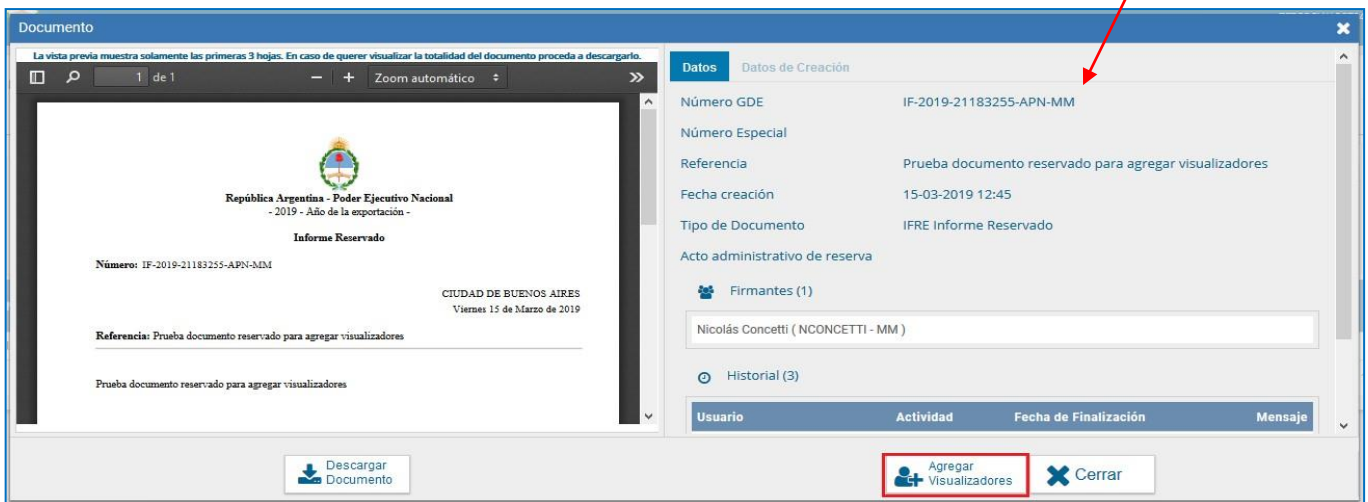 Documento
La vista previa muestra solamente las primeras 3 hojas. En caso de querer visualizar la totalidad del documento proceda a descargarlo.
1 de 1
Zoom automático
República Argentina - Poder Ejecutivo Nacional
- 2019 - Año de la exportación -
Informe Reservado
Número: IF-2019-21183255-APN-MM
CIUDAD DE BUENOS AIRES
Viernes 15 de Marzo de 2019
Referencia: Prueba documento reservado para agregar visualizadores
Prueba documento reservado para agregar visualizadores
Datos Datos de Creación
Número GDE IF-2019-21183255-APN-MM
Número Especial
Referencia Prueba documento reservado para agregar visualizadores
Fecha creación 15-03-2019 12:45
Tipo de Documento IFRE Informe Reservado
Acto administrativo de reserva
Firmantes (1)
Nicolás Concetti ( NCONCETTI - MM )
Historial (3)
Usuario Actividad Fecha de Finalización Mensaje
Descargar
Documento
Agregar
Visualizadores
Cerrar